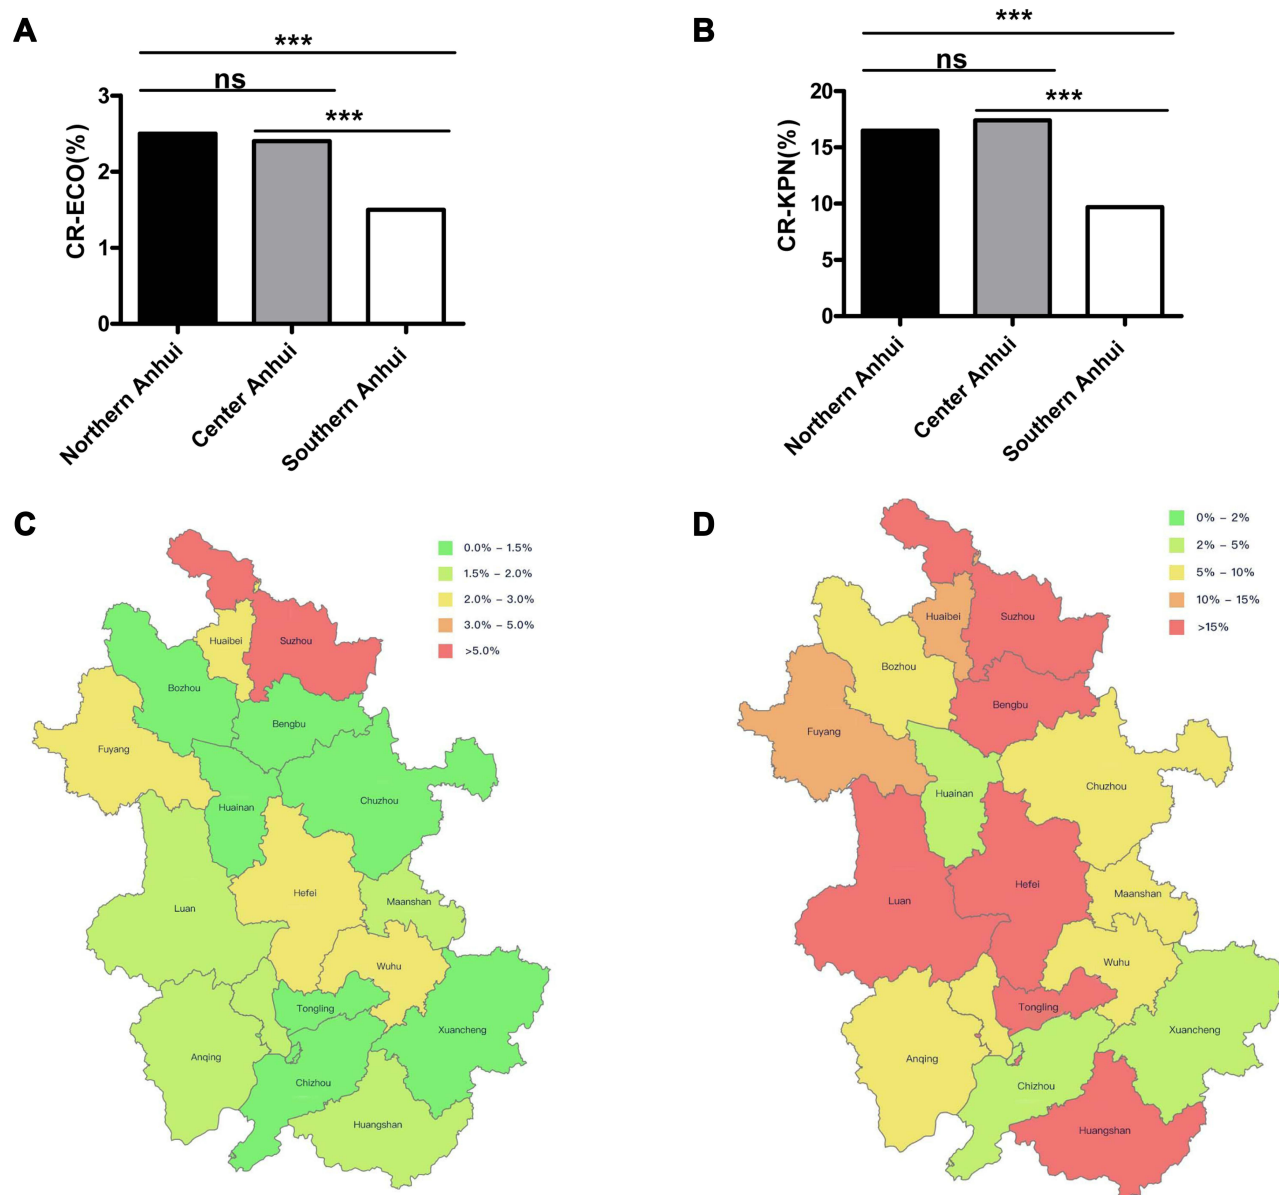 A
***
ns
***
3
2
1
0
CR-ECO(%)
Northern Anhui
Center Anhui
Southern Anhui
B
***
ns
***
20
15
10
5
0
CR-KPN(%)
Northern Anhui
Center Anhui
Southern Anhui
C
0.0% – 1.5%
1.5% – 2.0%
2.0% – 3.0%
3.0% – 5.0%
>5.0%
Huaibei
Suzhou
Bozhou
Bengbu
Fuyang
Huainan
Chuzhou
Hefei
Luan
Maanshan
Wuhu
Tongling
Xuancheng
Anqing
Chizhou
Huangshan
D
0% – 2%
2% – 5%
5% – 10%
10% – 15%
>15%
Huaibei
Suzhou
Bozhou
Bengbu
Fuyang
Huainan
Chuzhou
Hefei
Luan
Maanshan
Wuhu
Tongling
Xuancheng
Anqing
Chizhou
Huangshan